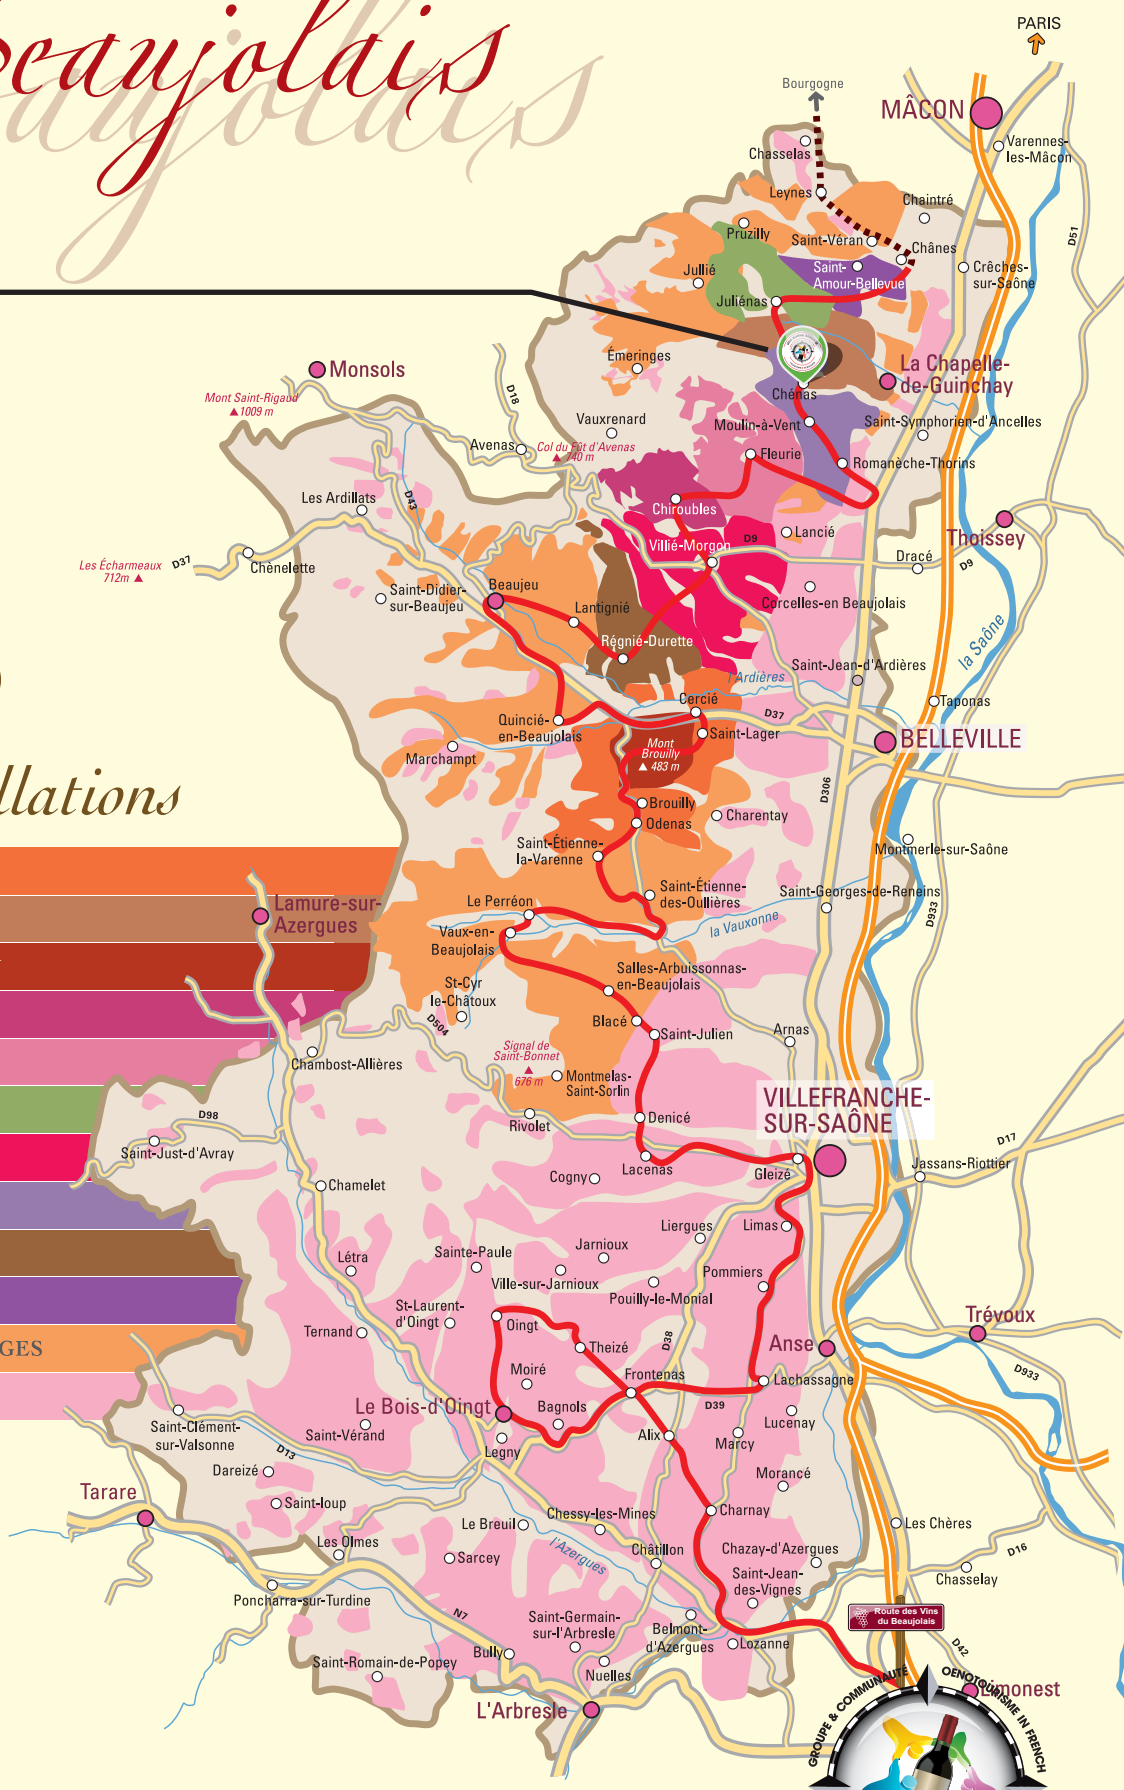 beaujolais
PARIS
Bourgogne
MÂCON
Varennes-
les-Mâcon
Chasselas
Leynes
Chaintré
D51
Pruzilly
Saint-Véran
Chânes
Jullié
Saint-
Amour-Bellevue
Crêches-
sur-Saône
Juliénas
Émeringes
La Chapelle-
de-Guinchay
Monsols
Mont Saint-Rigaud
1009 m
D18
Chénas
Vauxrenard
Moulin-à-Vent
Saint-Symphorien-d'Ancelles
Avenas
Col du Fût d'Avenas
740 m
Fleurie
Romanèche-Thorins
Les Ardillats
D43
Chiroubles
Lancié
Thoissey
Villié-Morgon
D9
Dracé
D9
Les Écharmeaux
712m
D37
Chènelette
Saint-Didier-
sur-Beaujeu
Beaujeu
Lantignié
Corcelles-en Beaujolais
la Saône
Régnié-Durette
Saint-Jean-d'Ardières
l'Ardières
Cercié
Taponas
Quincié-
en-Beaujolais
D37
Saint-Lager
BELLEVILLE
Marchampt
Mont
Brouilly
483 m
D306
llations
Brouilly
Odenas
Charentay
Saint-Étienne-
la-Varenne
Montmerle-sur-Saône
Lamure-sur-
Azergues
Le Perréon
Saint-Étienne-
des-Oullières
Saint-Georges-de-Reneins
D933
la Vauxonne
Vaux-en-
Beaujolais
Salles-Arbuissonnas-
en-Beaujolais
St-Cyr
le-Châtoux
D504
Blacé
Saint-Julien
Arnas
Signal de
Saint-Bonnet
676 m
Chambost-Allières
Montmelas-
Saint-Sorlin
VILLEFRANCHE-
SUR-SAÔNE
D98
Rivolet
Denicé
D17
Saint-Just-d'Avray
Lacenas
Gleizé
Jassans-Riottier
Chamelet
Cogny
Liergues
Limas
Létra
Sainte-Paule
Jarnioux
Ville-sur-Jarnioux
Pommiers
Pouilly-le-Monial
St-Laurent-
d'Oingt
Oingt
Ternand
Theizé
D38
Trévoux
Anse
GES
Moiré
Frontenas
Lachassagne
D933
Le Bois-d'Oingt
Bagnols
D39
Lucenay
Saint-Clément-
sur-Valsonne
Saint-Vérand
Legny
Alix
Marcy
D13
Dareizé
Morancé
Tarare
Saint-loup
Chessy-les-Mines
Charnay
Le Breuil
Les Chères
Les Olmes
l'Azergues
Châtillon
Chazay-d'Azergues
D16
Sarcey
Chasselay
Saint-Jean-
des-Vignes
Poncharra-sur-Turdine
N7
Saint-Germain-
sur-l'Arbresle
Belmont-
d'Azergues
Route des Vins
du Beaujolais
Lozanne
D42
Bully
Saint-Romain-de-Popey
Nuelles
Limonest
L'Arbresle
GROUPE & COMMUNAUTÉ
OENOTOURISME IN FRENCH